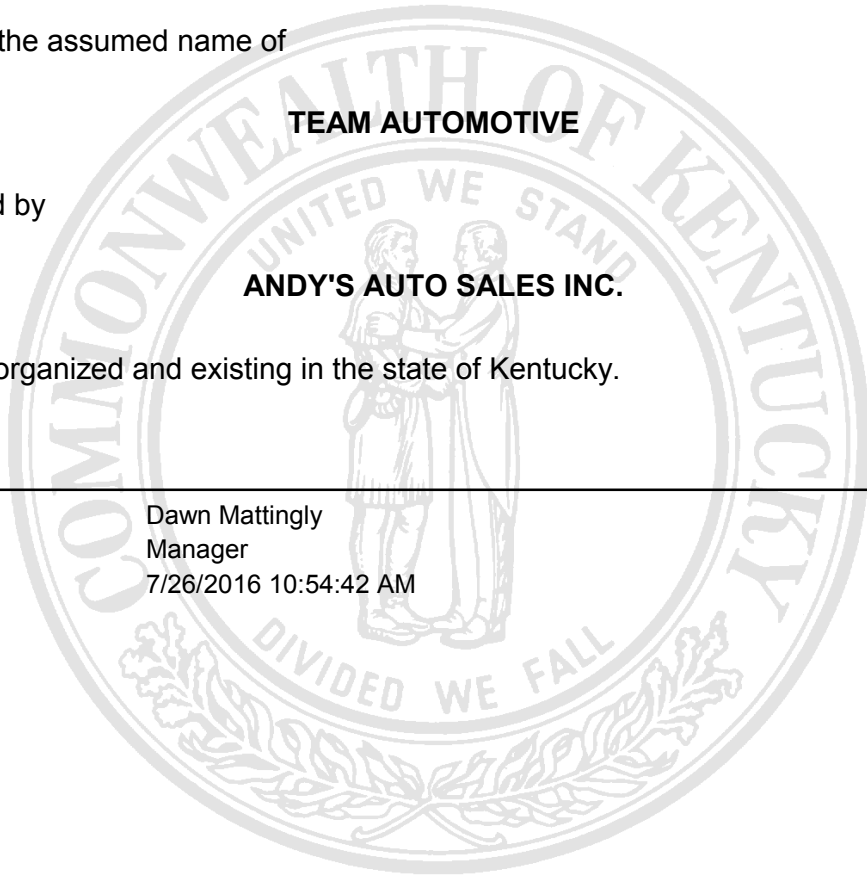 the assumed name of
TEAM AUTOMOTIVE
d by
ANDY'S AUTO SALES INC.
organized and existing in the state of Kentucky.
Dawn Mattingly
Manager
7/26/2016 10:54:42 AM
COMMONWEALTH OF KENTUCKY
UNITED WE STAND
DIVIDED WE FALL